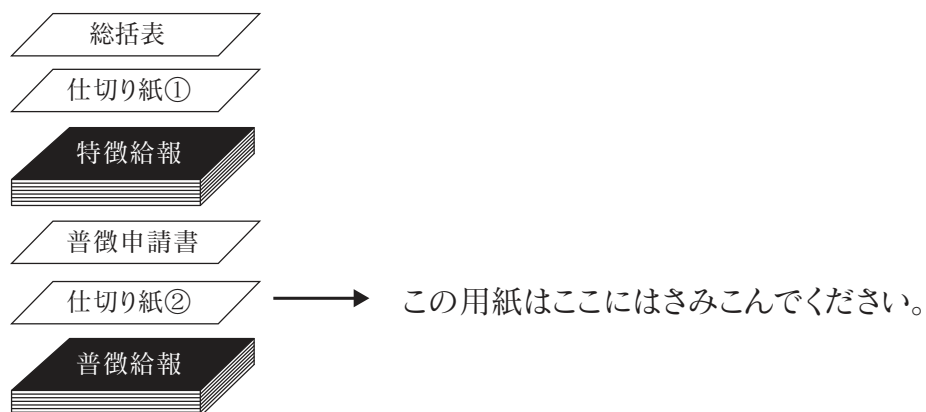 総括表
仕切り紙①
特徴給報
普徴申請書
仕切り紙②
この用紙はここにはさみこんでください。
普徴給報